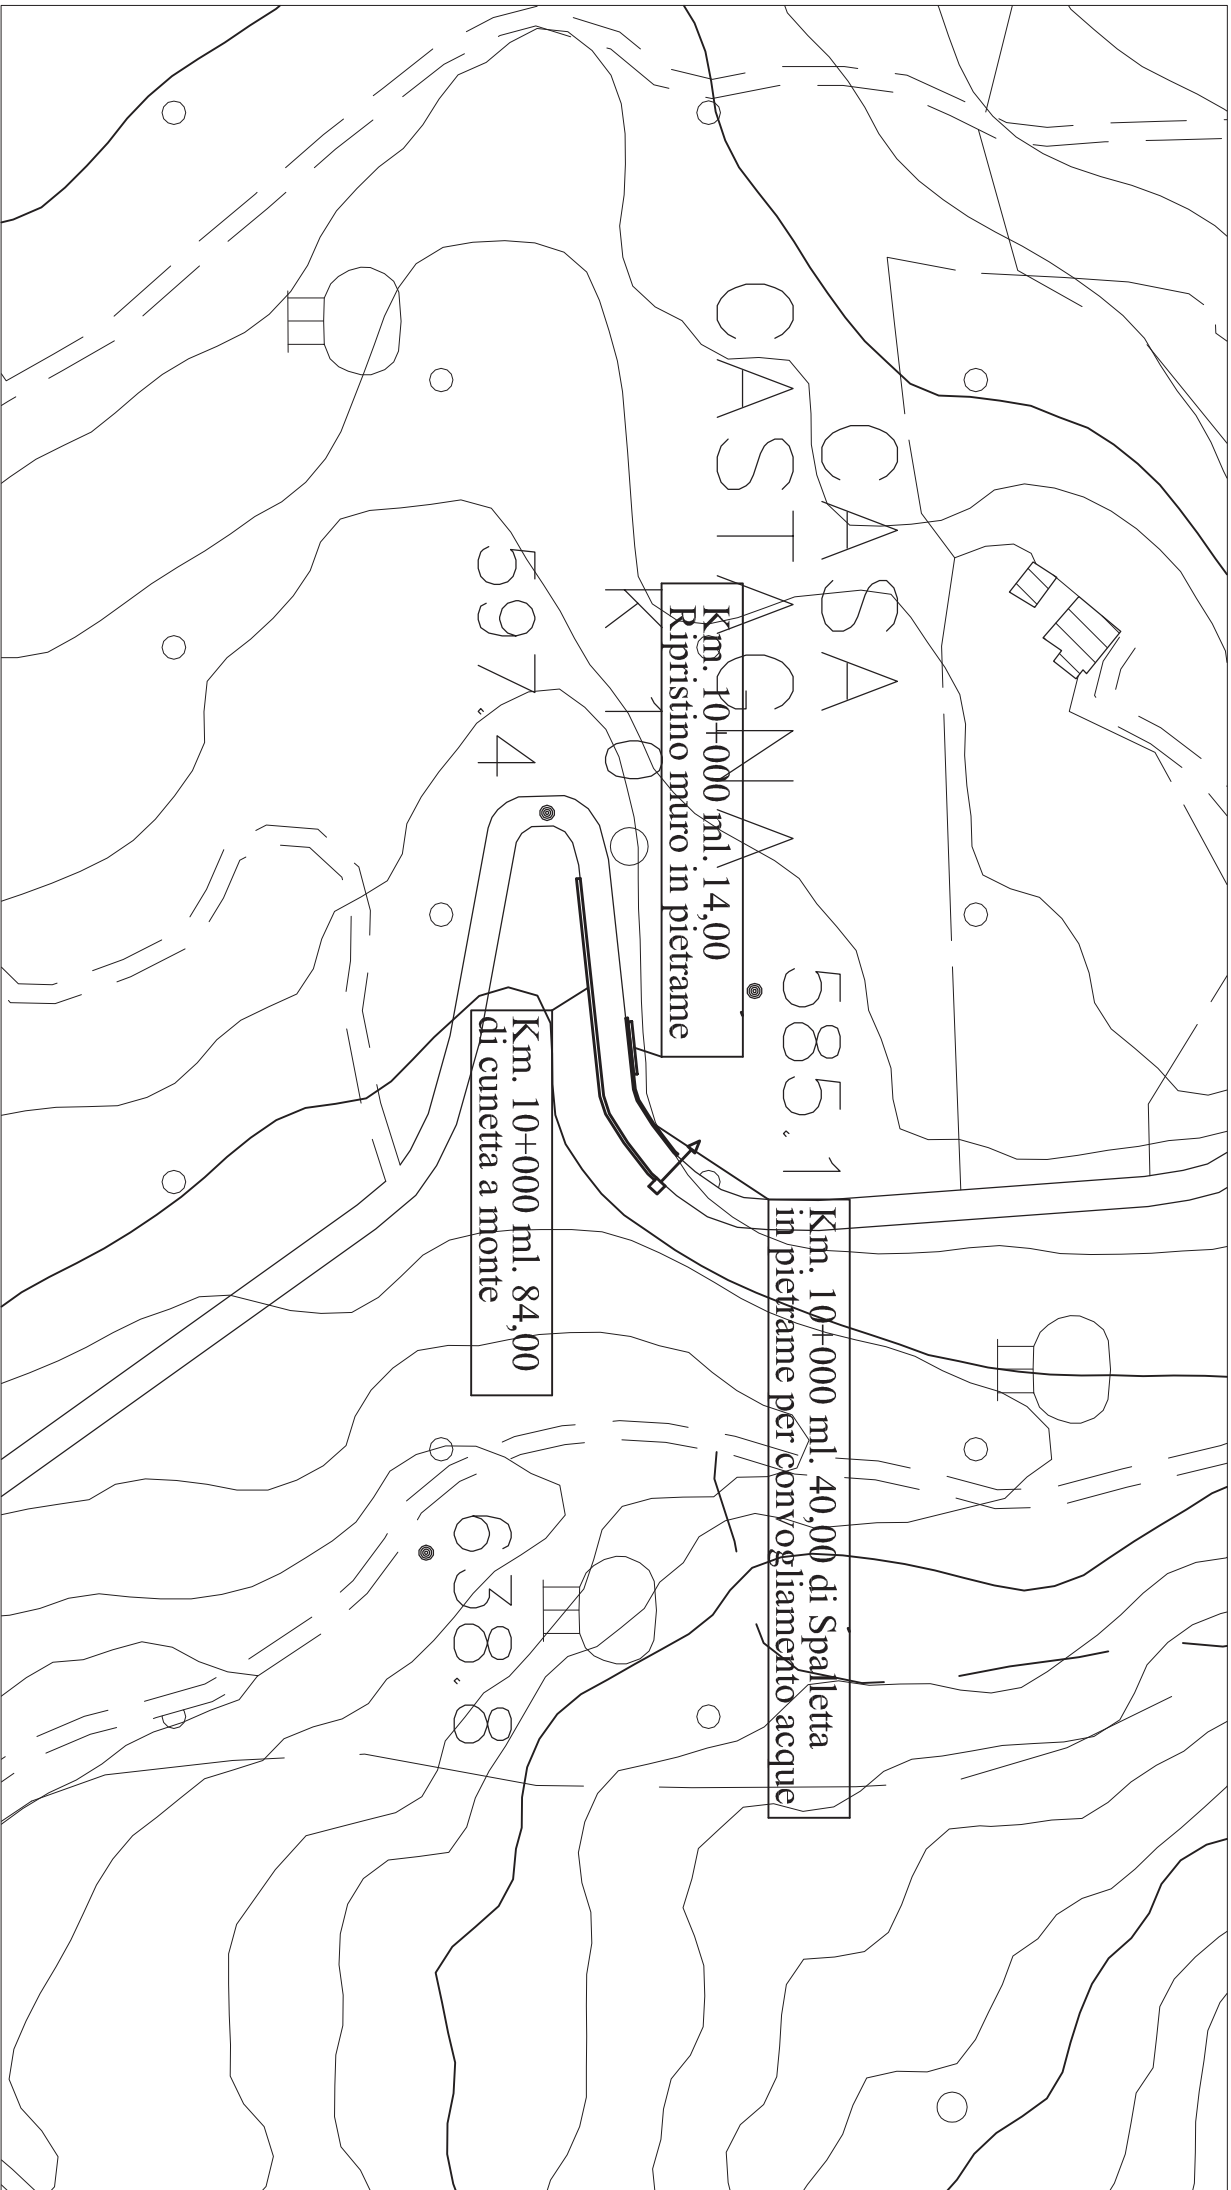 CASA
CASTAGNA
585.1
Km. 10+000 ml. 40,00 di Spalletta
in pietrame per convogliamento acque
Km. 10+000 ml. 14,00
Ripristino muro in pietrame
597.4
Km. 10+000 ml. 84,00
di cunetta a monte
638.8